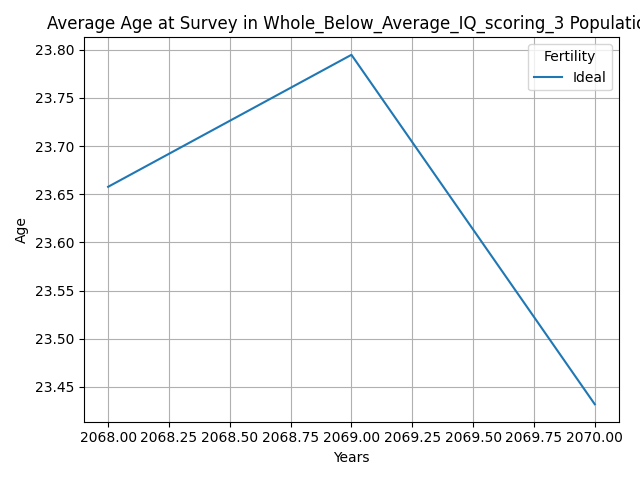 Average Age at Survey in Whole_Below_Average_IQ_scoring_3 Populatio
23.80
23.75
23.70
23.65
23.60
23.55
23.50
23.45
Age
Fertility
Ideal
2068.00 2068.25 2068.50 2068.75 2069.00 2069.25 2069.50 2069.75 2070.00
Years